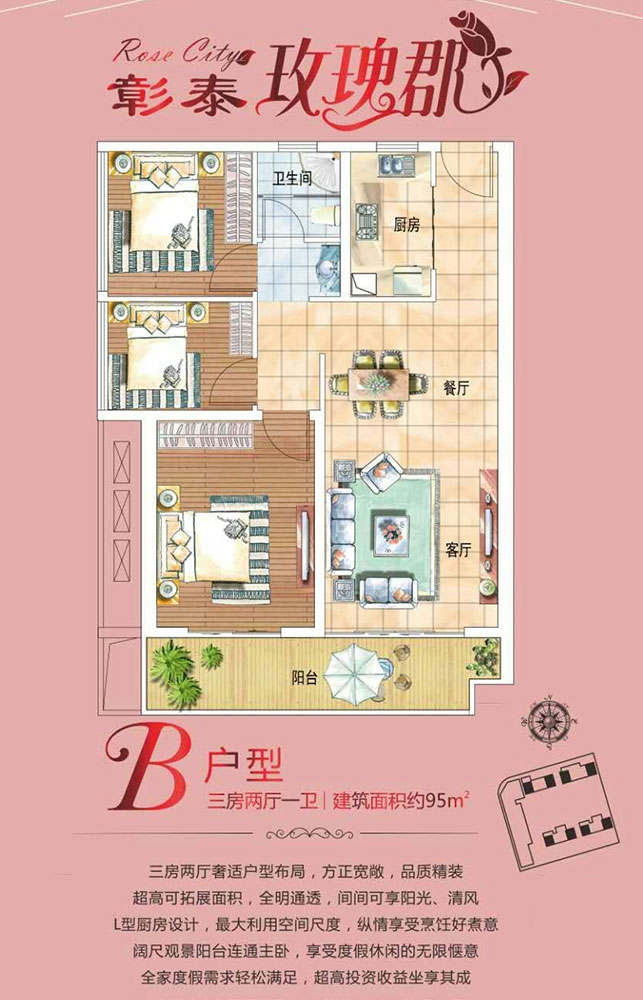 Rose City
彰泰玫瑰郡
卫生间
厨房
餐厅
客厅
阳台
B户型
三房两厅一卫|建筑面积约95m²
三房两厅奢适户型布局，方正宽敞，品质精装
超高可拓展面积，全明通透，间间可享阳光、清风
L型厨房设计，最大利用空间尺度，纵情享受烹饪好煮意
阔尺观景阳台连通主卧，享受度假休闲的无限惬意
全家度假需求轻松满足，超高投资收益坐享其成